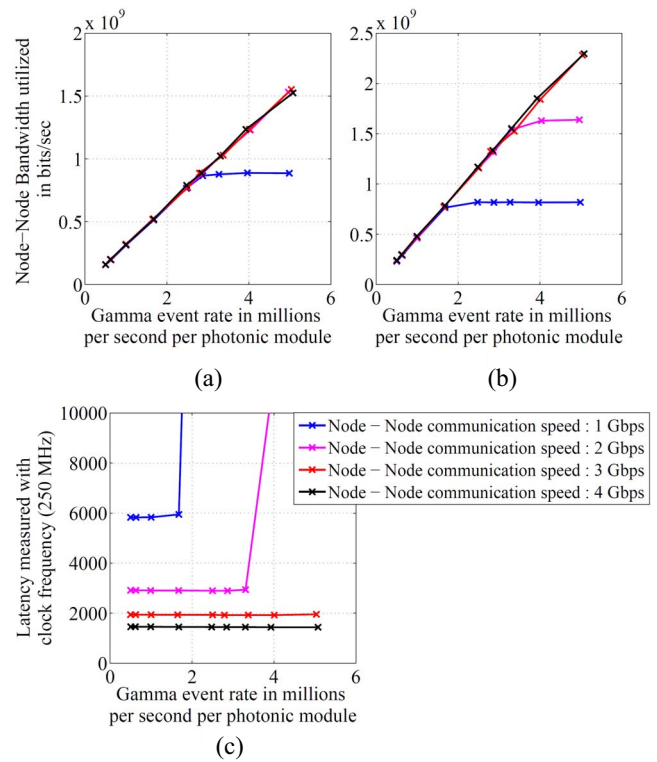 2 x 10^9
1.5
1
0.5
0
0 2 4 6
Node−Node Bandwidth utilized
in bits/sec
Gamma event rate in millions
per second per photonic module
(a)
2.5 x 10^9
2
1.5
1
0.5
0
0 2 4 6
Gamma event rate in millions
per second per photonic module
(b)
10000
8000
6000
4000
2000
0
0 2 4 6
Latency measured with
clock frequency (250 MHz)
Gamma event rate in millions
per second per photonic module
(c)
Node − Node communication speed : 1 Gbps
Node − Node communication speed : 2 Gbps
Node − Node communication speed : 3 Gbps
Node − Node communication speed : 4 Gbps